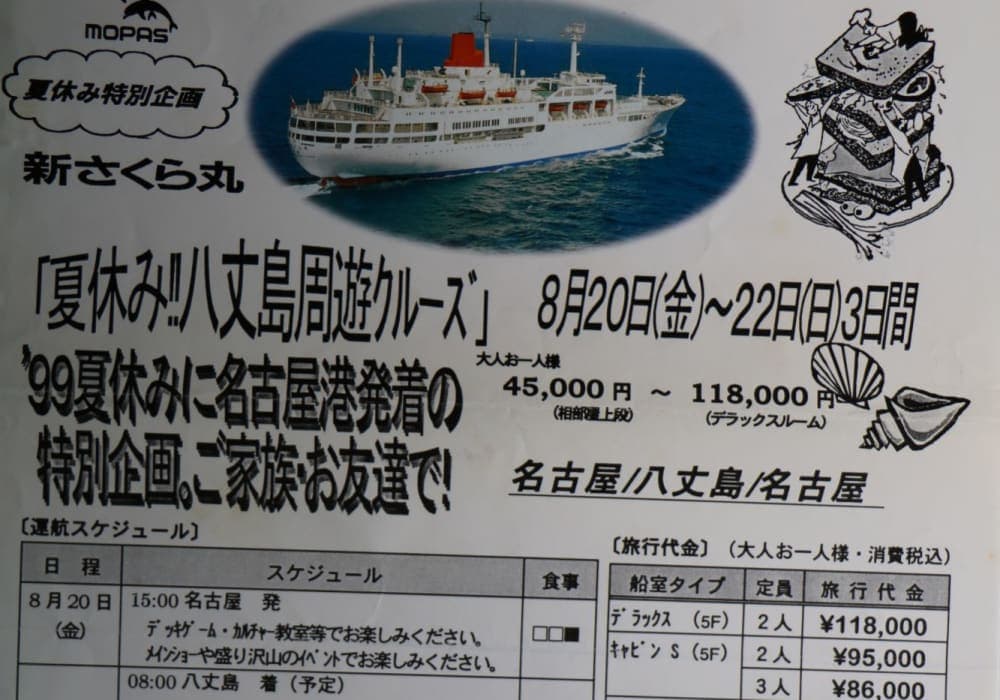 MOPAS
夏休み特別企画
新さくら丸
「夏休み!!八丈島周遊クルーズ」 8月20日(金)～22日(日)3日間
'99夏休みに名古屋港発着の
特別企画。ご家族・お友達で!
大人お一人様
45,000円 ～ 118,000円
(相部屋上段) (デラックスルーム)
名古屋/八丈島/名古屋
〔運航スケジュール〕
日 程 スケジュール 食事
8月20日 15:00 名古屋 発
(金) デッキゲーム・カルチャー教室等でお楽しみください。 □□■
メインショーや盛り沢山のイベントでお楽しみください。
08:00 八丈島 着（予定）
〔旅行代金〕（大人お一人様・消費税込）
船室タイプ 定員 旅 行 代 金
デラックス （5F） 2人 ¥118,000
キャビン S（5F） 2人 ¥95,000
3人 ¥86,000